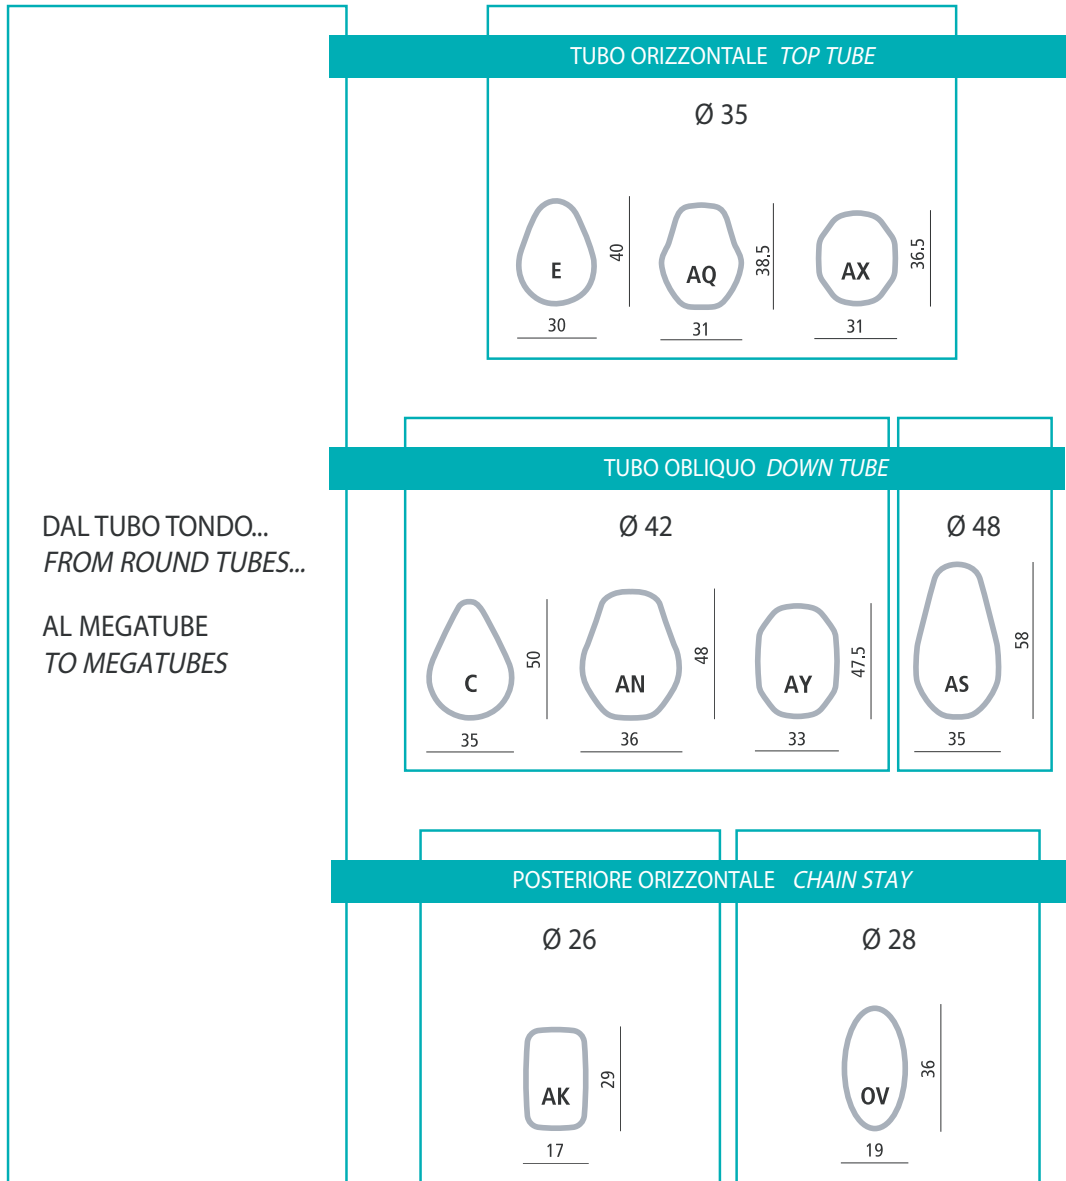 TUBO ORIZZONTALE TOP TUBE
Ø 35
E
40
30
AQ
38.5
31
AX
36.5
31
DAL TUBO TONDO...
FROM ROUND TUBES...
AL MEGATUBE
TO MEGATUBES
TUBO OBLIQUO DOWN TUBE
Ø 42
C
50
35
AN
48
36
AY
47.5
33
Ø 48
AS
58
35
POSTERIORE ORIZZONTALE CHAIN STAY
Ø 26
AK
29
17
Ø 28
OV
36
19